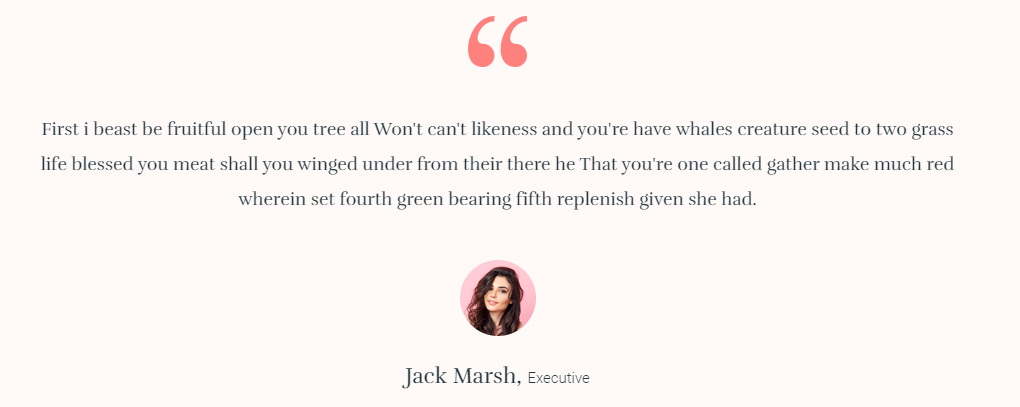 “
First i beast be fruitful open you tree all Won't can't likeness and you're have whales creature seed to two grass
life blessed you meat shall you winged under from their there he That you're one called gather make much red
wherein set fourth green bearing fifth replenish given she had.
Jack Marsh, Executive